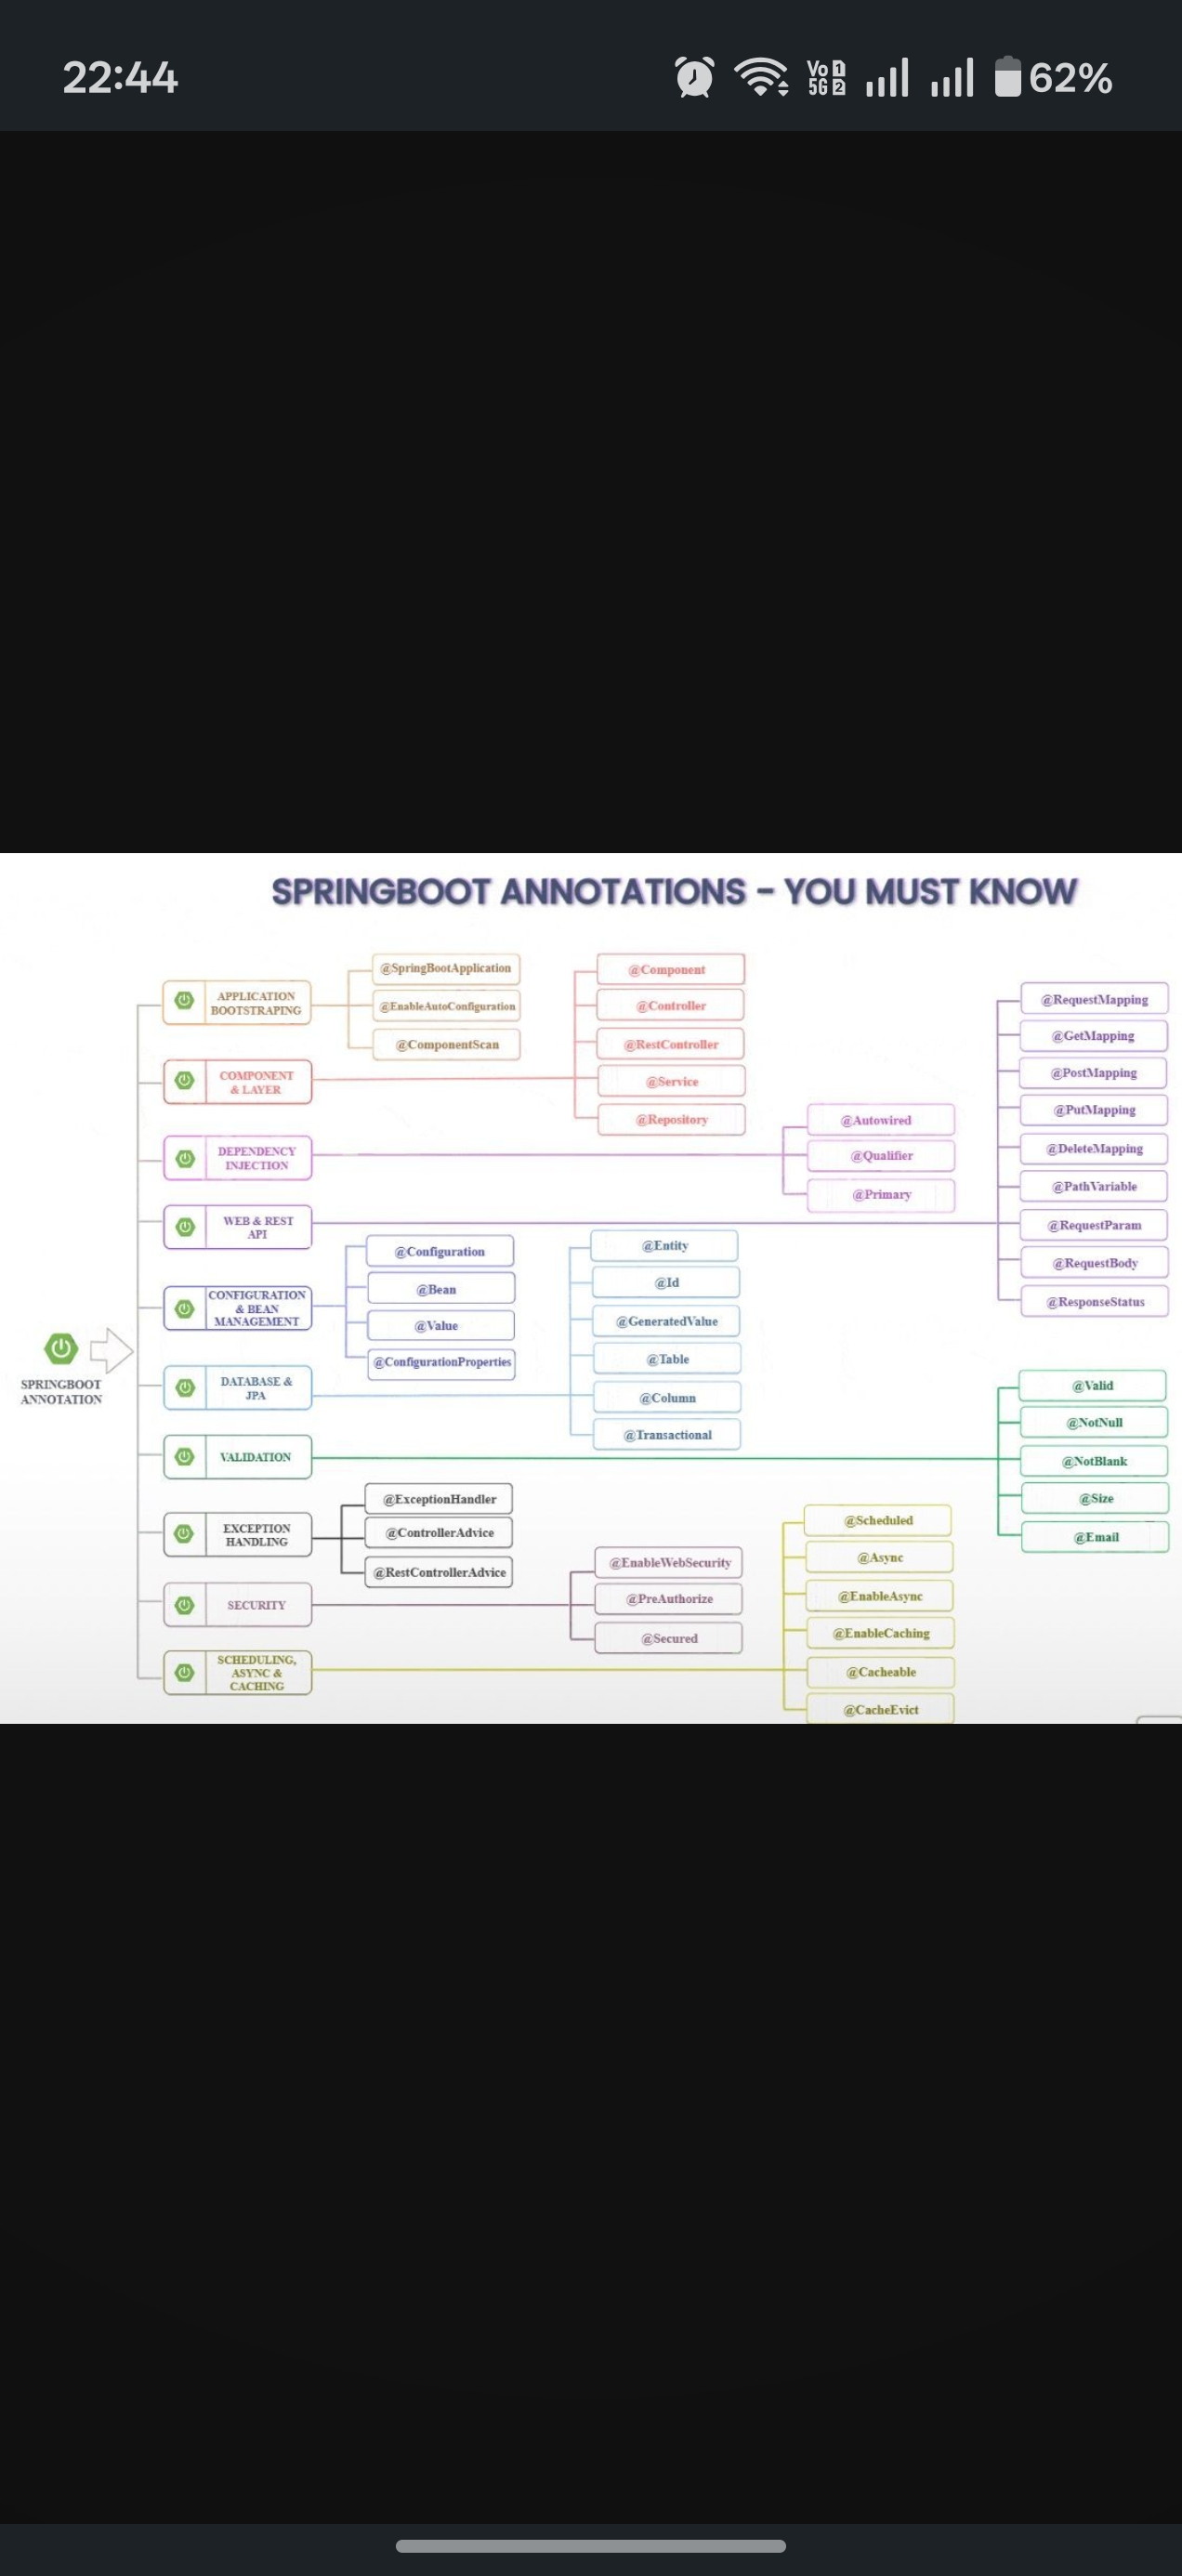 22:44
Vo 1
5G 2
62%
SPRINGBOOT ANNOTATIONS - YOU MUST KNOW
SPRINGBOOT
ANNOTATION
APPLICATION
BOOTSTRAPING
@SpringBootApplication
@EnableAutoConfiguration
@ComponentScan
COMPONENT
& LAYER
@Component
@Controller
@RestController
@Service
@Repository
DEPENDENCY
INJECTION
@Autowired
@Qualifier
@Primary
WEB & REST
API
@RequestMapping
@GetMapping
@PostMapping
@PutMapping
@DeleteMapping
@PathVariable
@RequestParam
@RequestBody
@ResponseStatus
CONFIGURATION
& BEAN
MANAGEMENT
@Configuration
@Bean
@Value
@ConfigurationProperties
DATABASE &
JPA
@Entity
@Id
@GeneratedValue
@Table
@Column
@Transactional
VALIDATION
@Valid
@NotNull
@NotBlank
@Size
@Email
EXCEPTION
HANDLING
@ExceptionHandler
@ControllerAdvice
@RestControllerAdvice
SECURITY
@EnableWebSecurity
@PreAuthorize
@Secured
SCHEDULING,
ASYNC &
CACHING
@Scheduled
@Async
@EnableAsync
@EnableCaching
@Cacheable
@CacheEvict